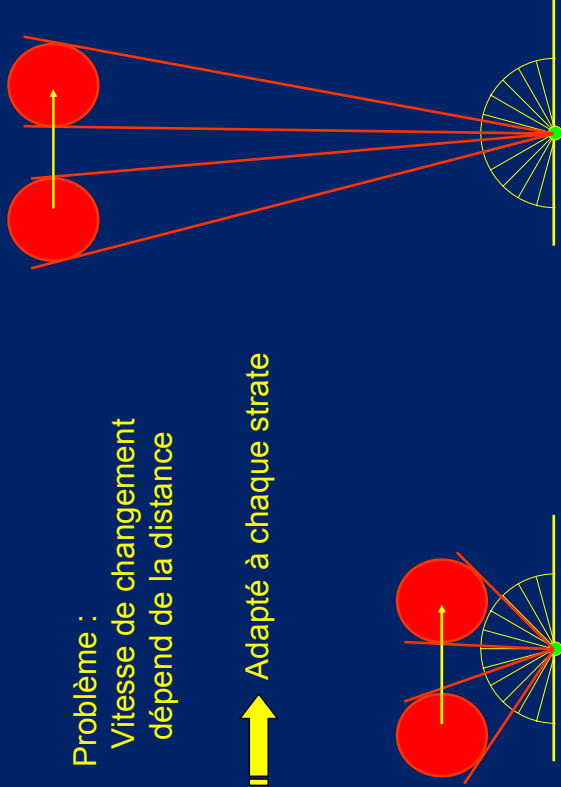 Problème :
Vitesse de changement
dépend de la distance
Adapté à chaque strate